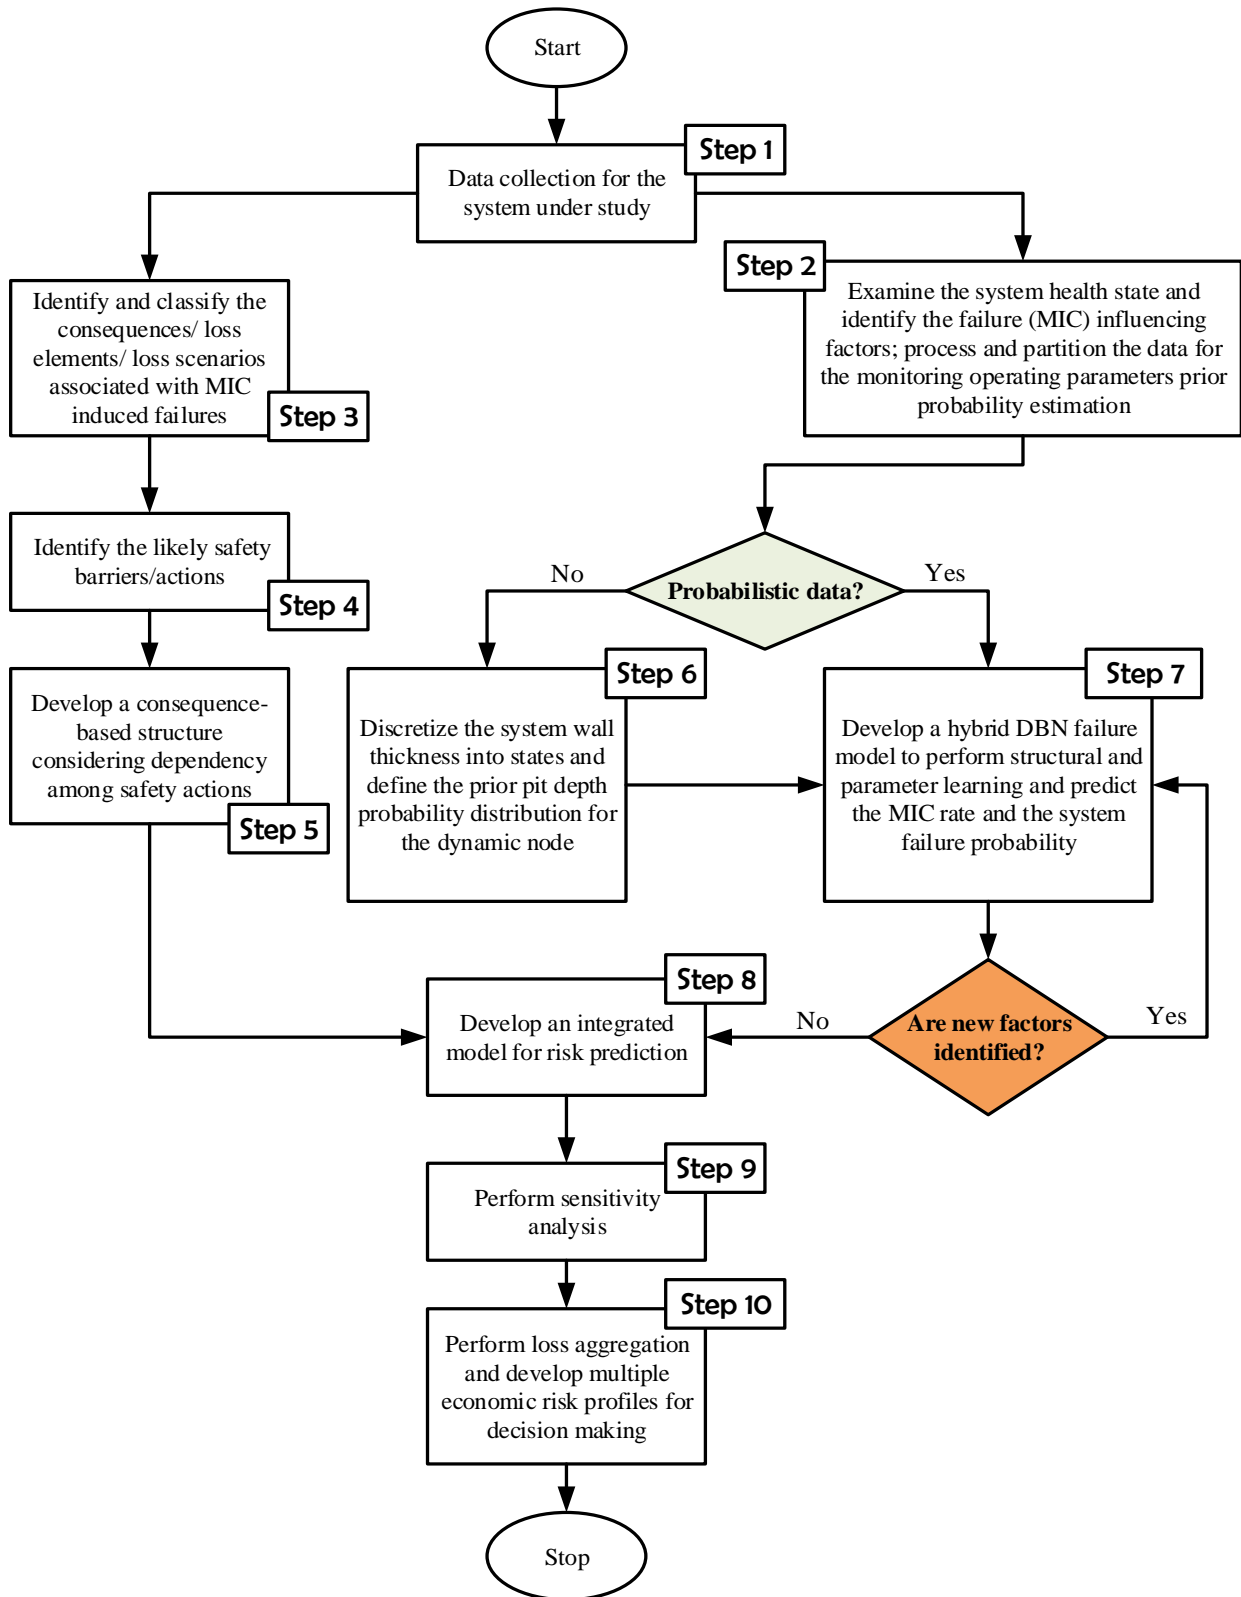 Start
Step 1
Data collection for the
system under study
Step 2
Examine the system health state and
identify the failure (MIC) influencing
factors; process and partition the data for
the monitoring operating parameters prior
probability estimation
Identify and classify the
consequences/ loss
elements/ loss scenarios
associated with MIC
induced failures
Step 3
Identify the likely safety
barriers/actions
Step 4
No
Probabilistic data?
Yes
Develop a consequence-
based structure
considering dependency
among safety actions
Step 5
Step 6
Discretize the system wall
thickness into states and
define the prior pit depth
probability distribution for
the dynamic node
Step 7
Develop a hybrid DBN failure
model to perform structural and
parameter learning and predict
the MIC rate and the system
failure probability
Step 8
Develop an integrated
model for risk prediction
No
Are new factors
identified?
Yes
Step 9
Perform sensitivity
analysis
Step 10
Perform loss aggregation
and develop multiple
economic risk profiles for
decision making
Stop